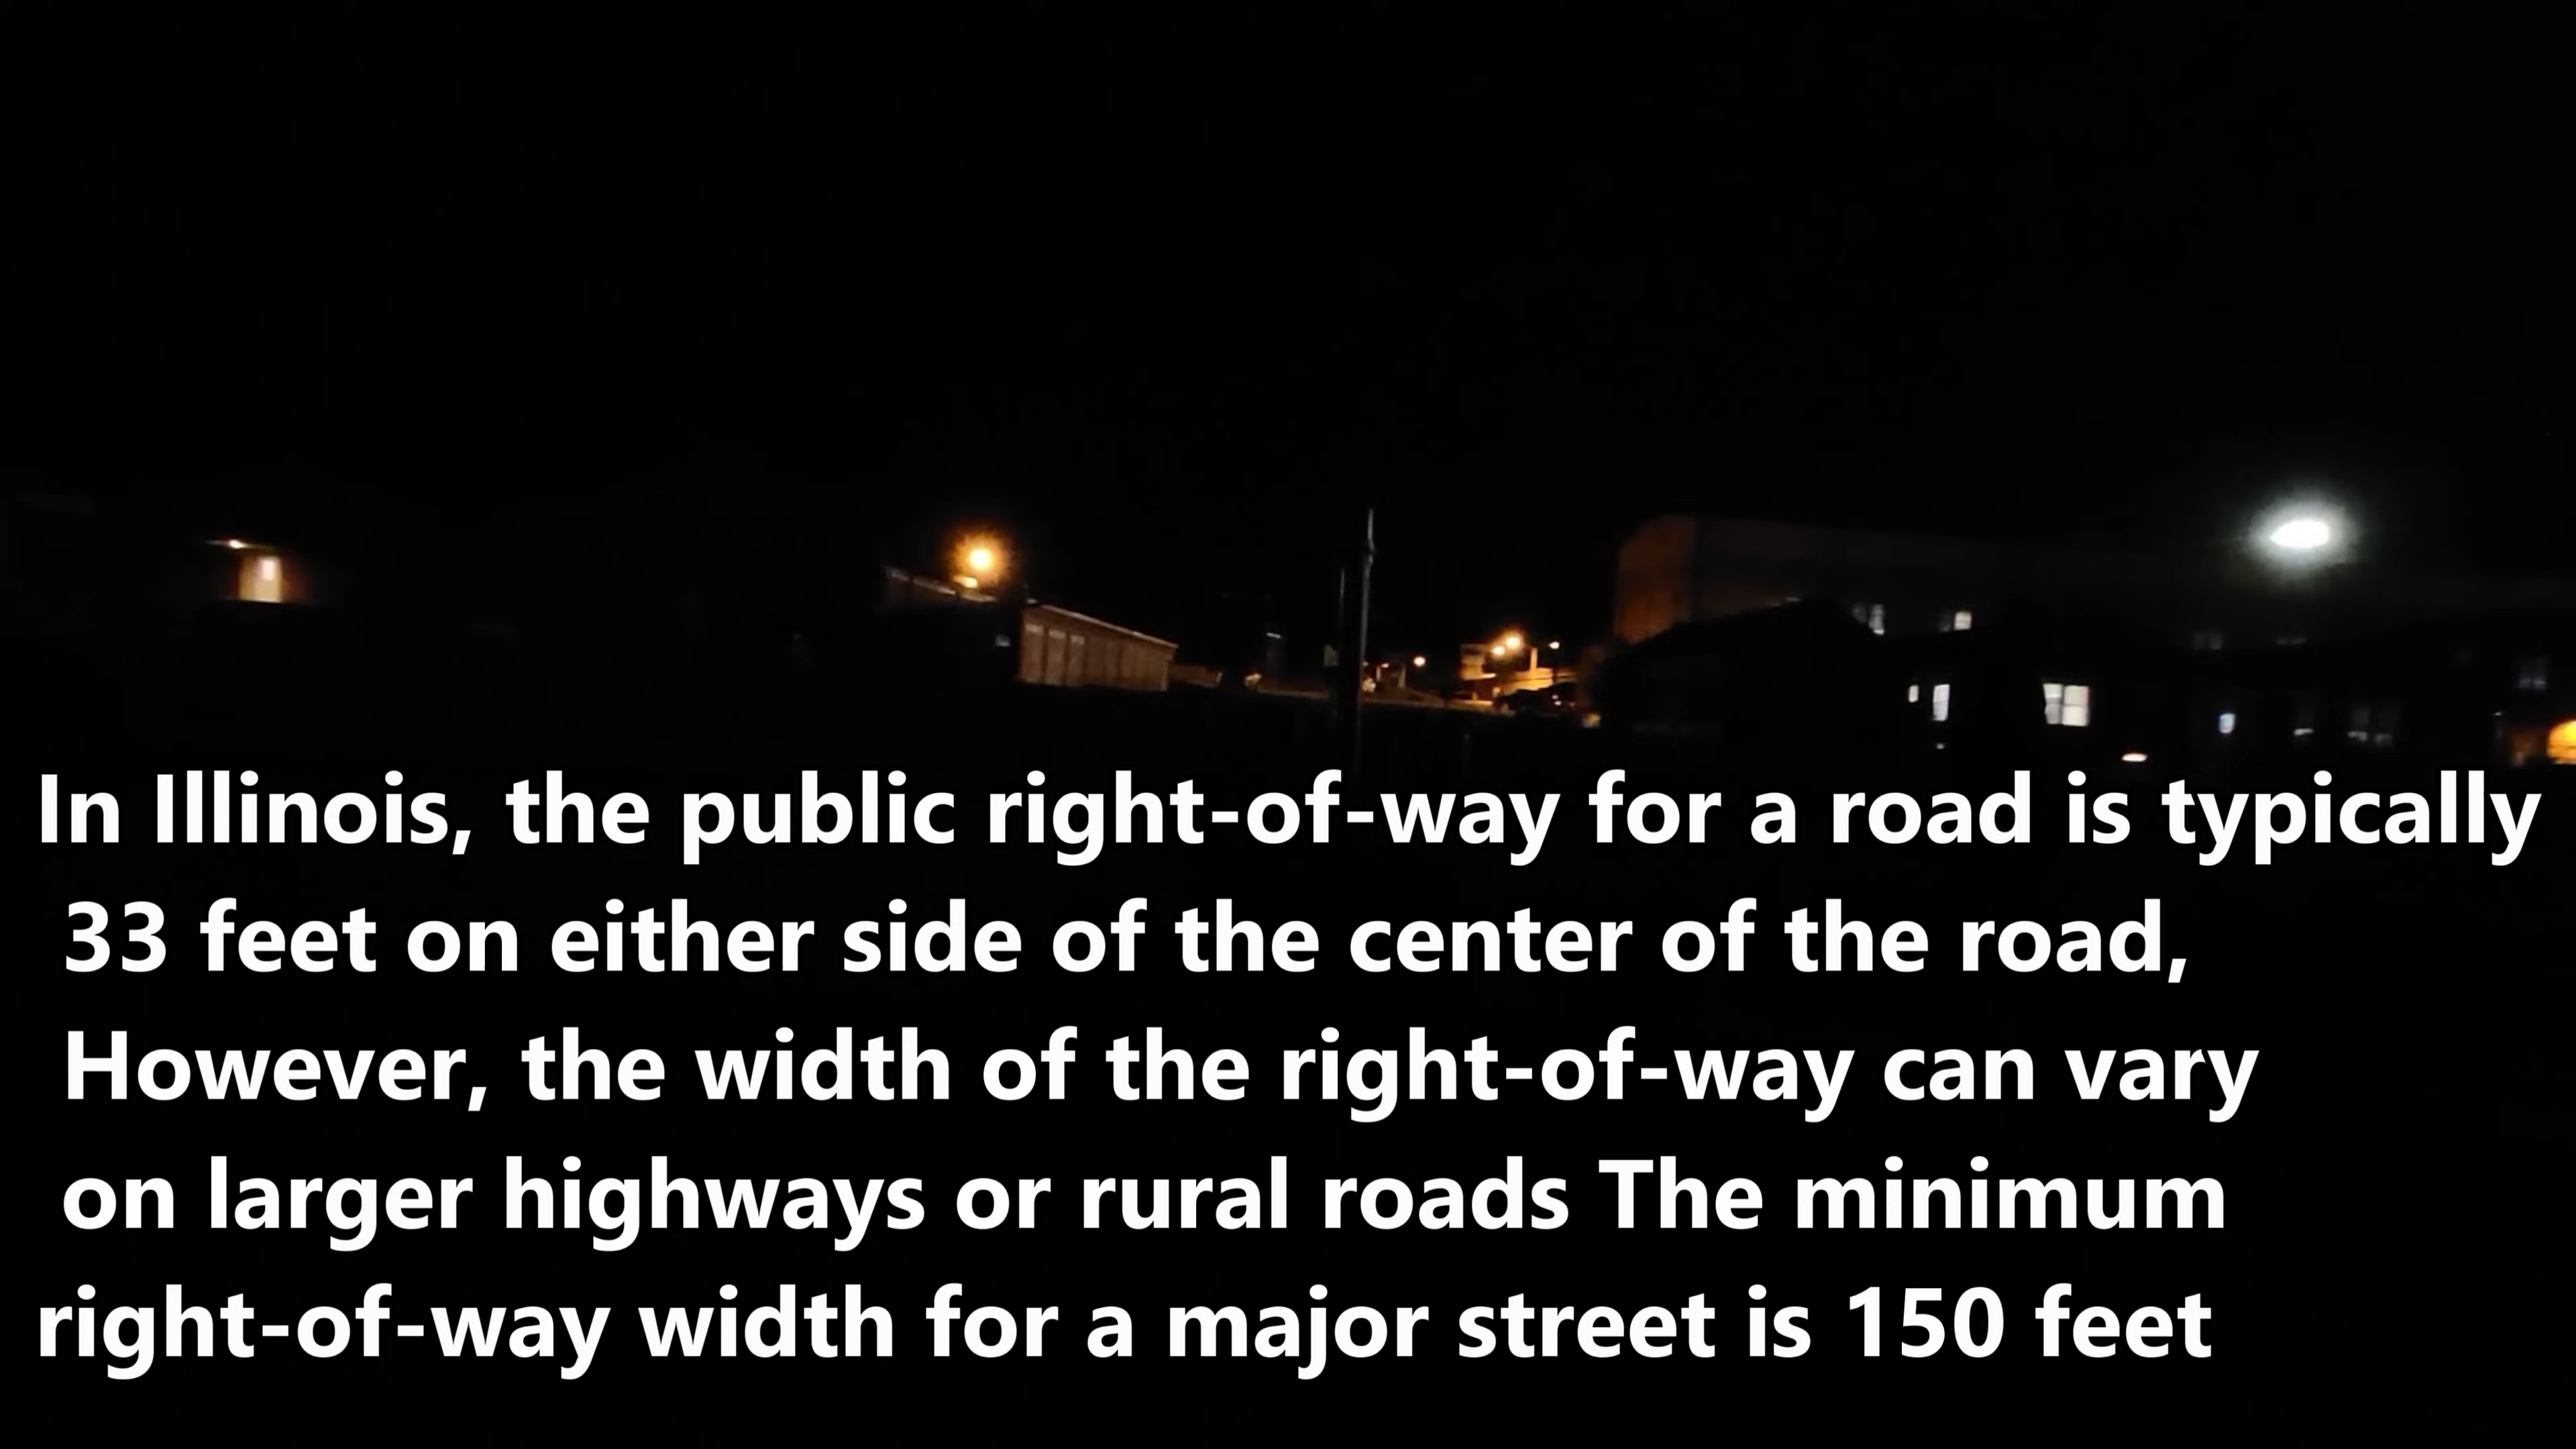 In Illinois, the public right-of-way for a road is typically
33 feet on either side of the center of the road,
However, the width of the right-of-way can vary
on larger highways or rural roads The minimum
right-of-way width for a major street is 150 feet